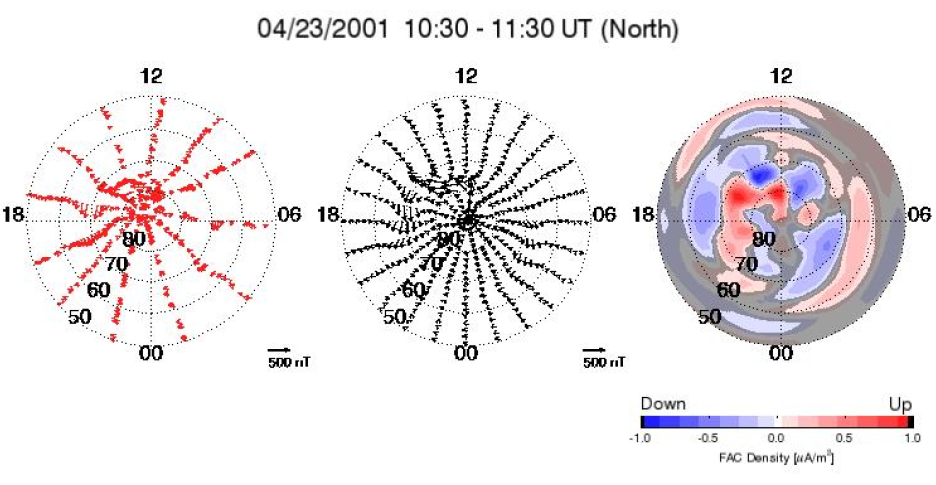 04/23/2001 10:30 - 11:30 UT (North)
12 12 12
18 06 18 06 18 06
80 80 80
70 70 70
60 60 60
50 50 50
00 00 00
500 nT 500 nT
Down Up
-1.0 -0.5 0.0 0.5 1.0
FAC Density [μA/m³]